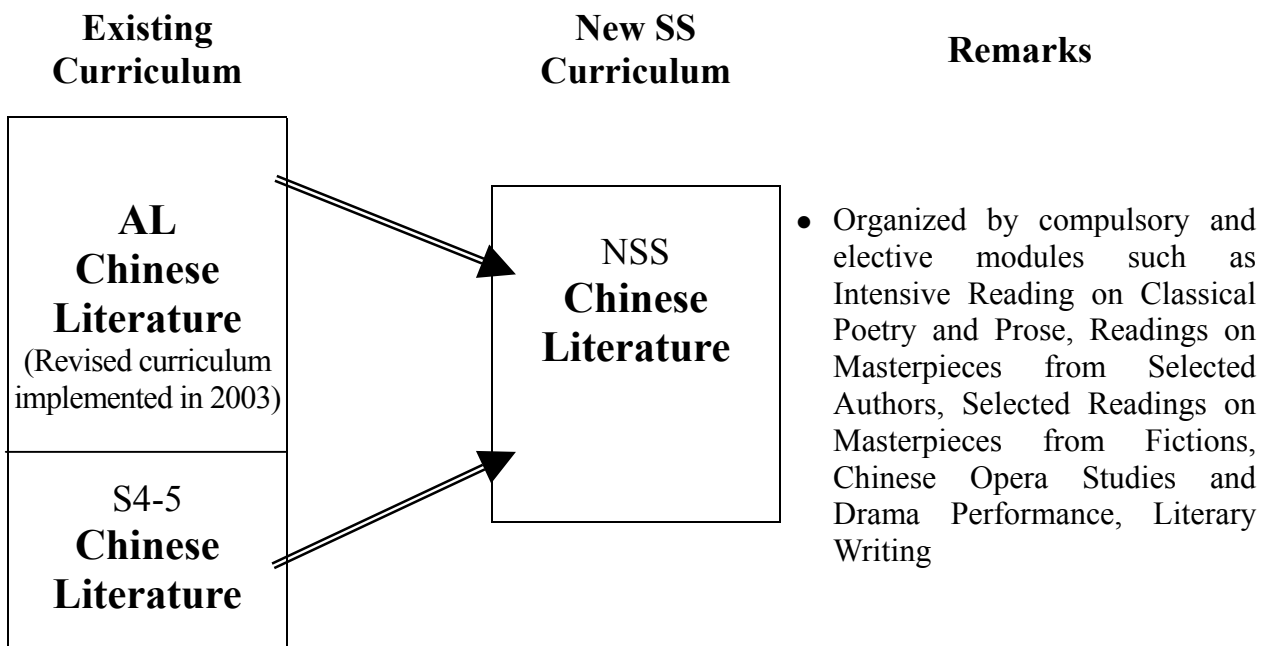 Existing
Curriculum
New SS
Curriculum
Remarks
AL
Chinese
Literature
(Revised curriculum
implemented in 2003)
S4-5
Chinese
Literature
NSS
Chinese
Literature
● Organized by compulsory and
elective modules such as
Intensive Reading on Classical
Poetry and Prose, Readings on
Masterpieces from Selected
Authors, Selected Readings on
Masterpieces from Fictions,
Chinese Opera Studies and
Drama Performance, Literary
Writing